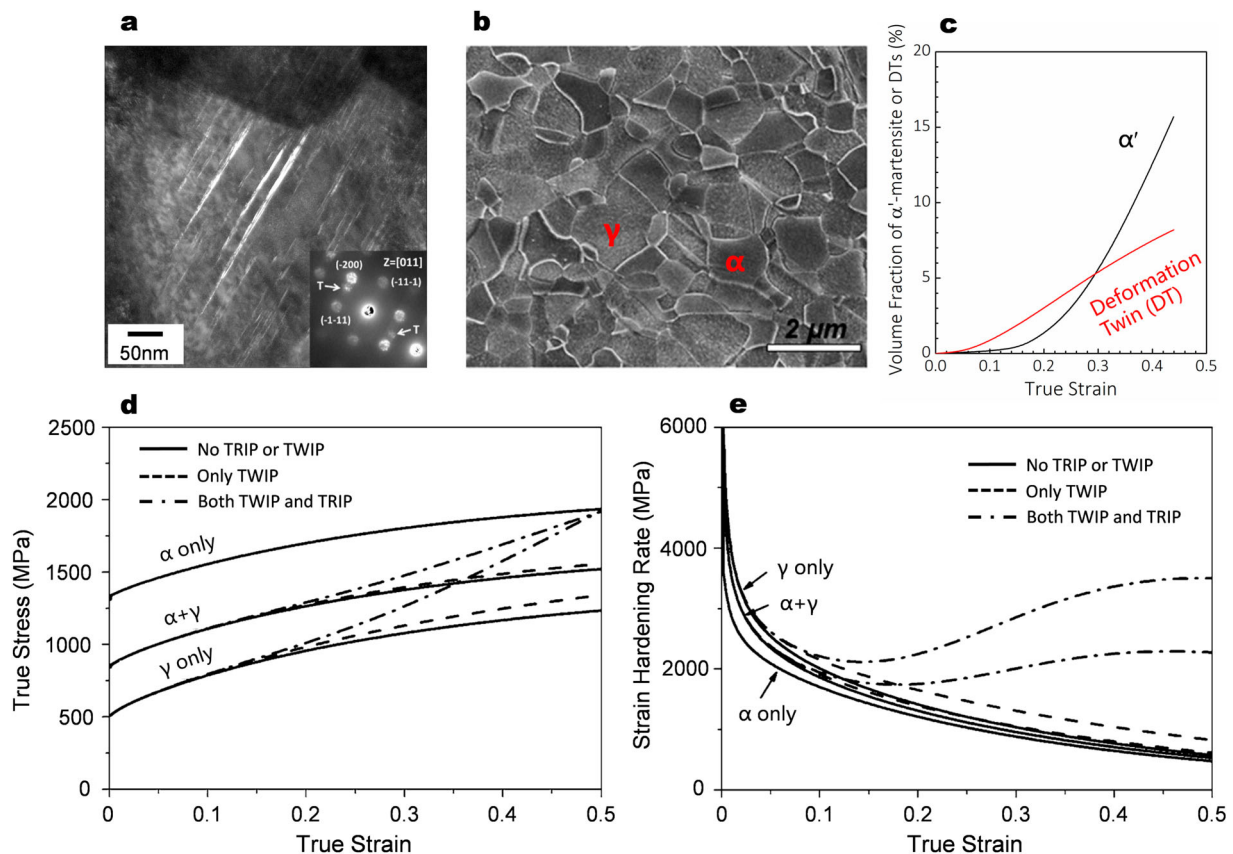 a
(-200)
Z=[011]
T
(-11-1)
(-1-11)
T
50nm
b
γ
α
2 μm
c
Volume Fraction of α'-martensite or DTs (%)
20
15
10
5
0
α'
Deformation
Twin (DT)
0.0 0.1 0.2 0.3 0.4 0.5
True Strain
d
True Stress (MPa)
2500
2000
1500
1000
500
0
No TRIP or TWIP
Only TWIP
Both TWIP and TRIP
α only
α+γ
γ only
0 0.1 0.2 0.3 0.4 0.5
True Strain
e
Strain Hardening Rate (MPa)
6000
4000
2000
0
No TRIP or TWIP
Only TWIP
Both TWIP and TRIP
γ only
α+γ
α only
0 0.1 0.2 0.3 0.4 0.5
True Strain